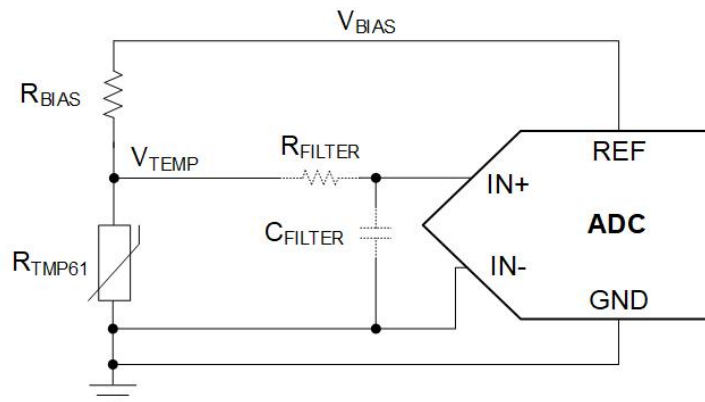 VBIAS
RBIAS
VTEMP
RFILTER
REF
IN+
CFILTER
ADC
RTMP61
IN-
GND